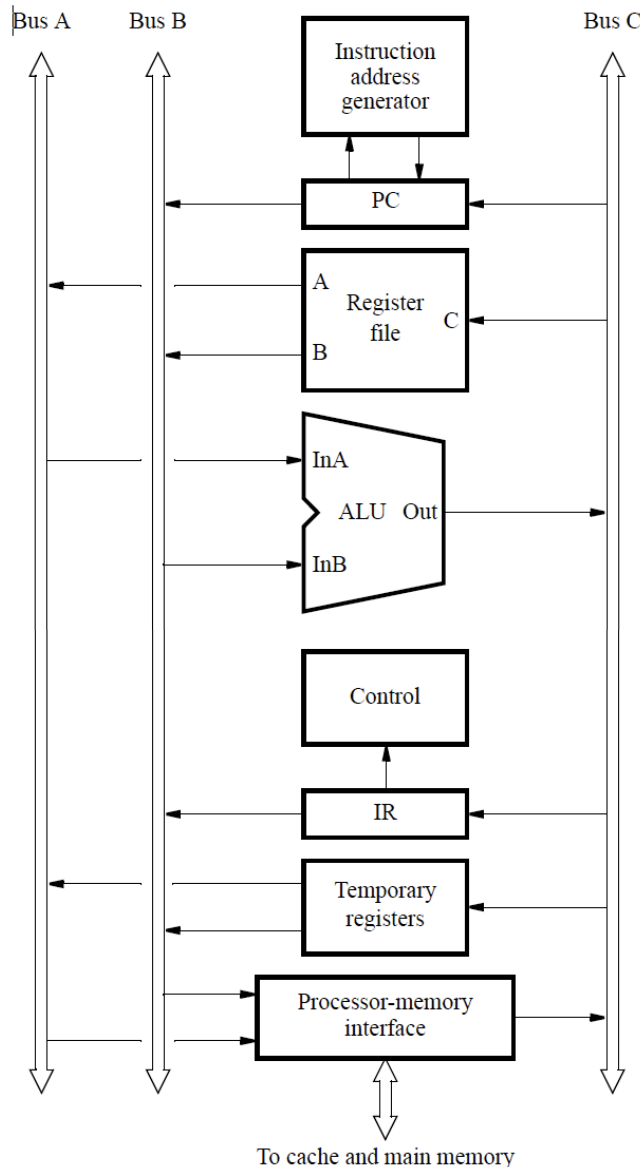 Bus A
Bus B
Bus C
Instruction
address
generator
PC
A
Register
file
B
C
InA
ALU
Out
InB
Control
IR
Temporary
registers
Processor-memory
interface
To cache and main memory